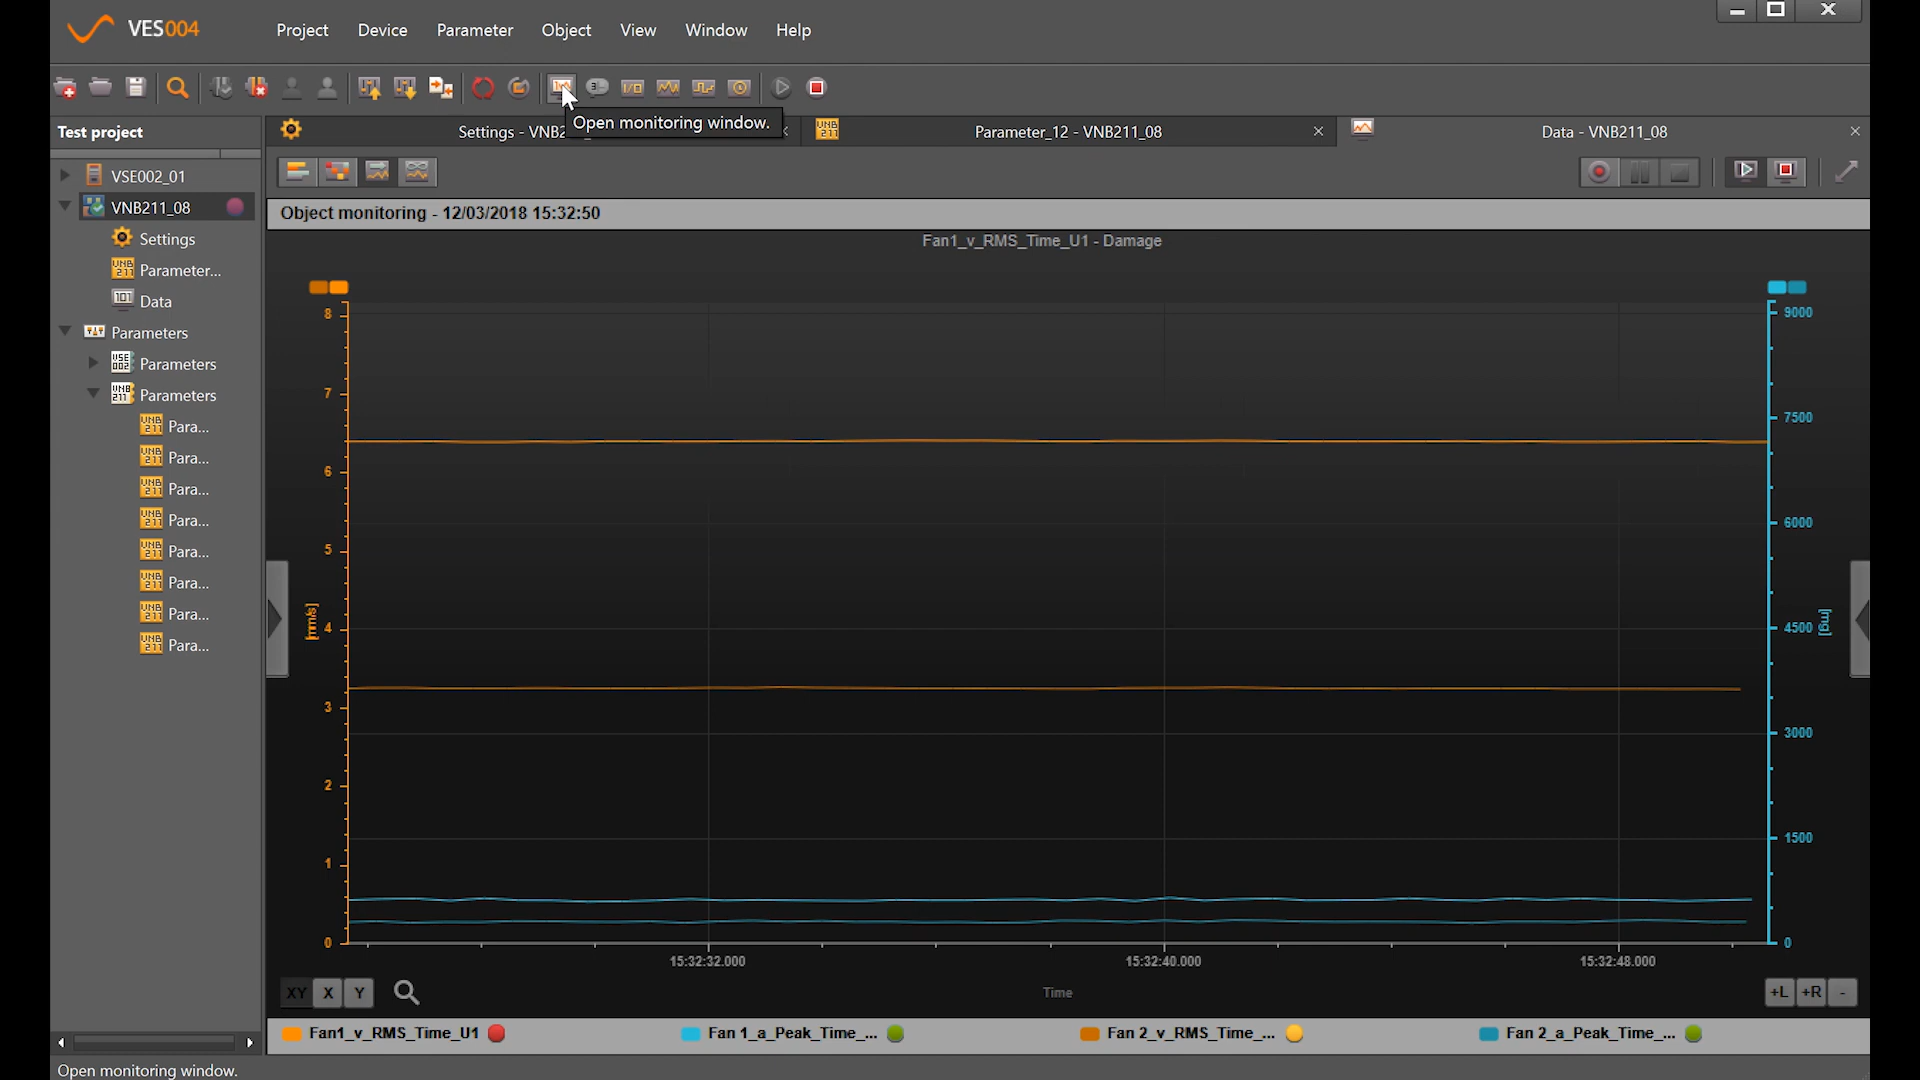 VES004
Project Device Parameter Object View Window Help
Open monitoring window.
Test project
Settings - VNB2
Parameter_12 - VNB211_08
Data - VNB211_08
VSE002_01
VNB211_08
Settings
Parameter...
Data
Parameters
Parameters
Parameters
Para...
Para...
Para...
Para...
Para...
Para...
Para...
Para...
Object monitoring - 12/03/2018 15:32:50
Fan1_v_RMS_Time_U1 - Damage
8
7
6
5
4
3
2
1
0
[mm/s]
9000
7500
6000
4500
3000
1500
0
[mg]
15:32:32.000 15:32:40.000 15:32:48.000
XY X Y
Time
+L +R -
Fan1_v_RMS_Time_U1
Fan 1_a_Peak_Time_...
Fan 2_v_RMS_Time_...
Fan 2_a_Peak_Time_...
Open monitoring window.